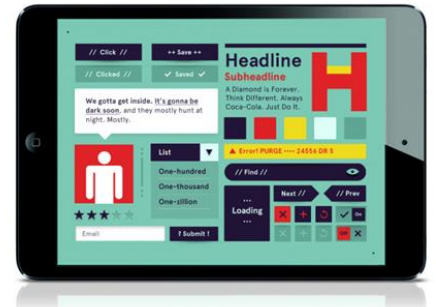 // Click //
++ Save ++
// Clicked //
✓ Saved ✓
We gotta get inside. It's gonna be
dark soon, and they mostly hunt at
night. Mostly.
List ▼
One-hundred
One-thousand
One-zillion
Email
? Submit !
Headline
Subheadline
A Diamond is Forever.
Think Different. Always
Coca-Cola. Just Do It.
H
Error! PURGE ---- 24556 DR 5
// Find //
...
Loading
...
Next //
// Prev
On
Off